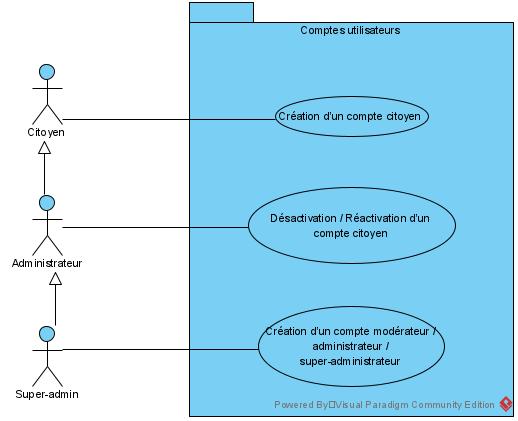 Comptes utilisateurs
Citoyen
Création d'un compte citoyen
Administrateur
Désactivation / Réactivation d'un
compte citoyen
Super-admin
Création d'un compte modérateur /
administrateur /
super-administrateur
Powered By Visual Paradigm Community Edition